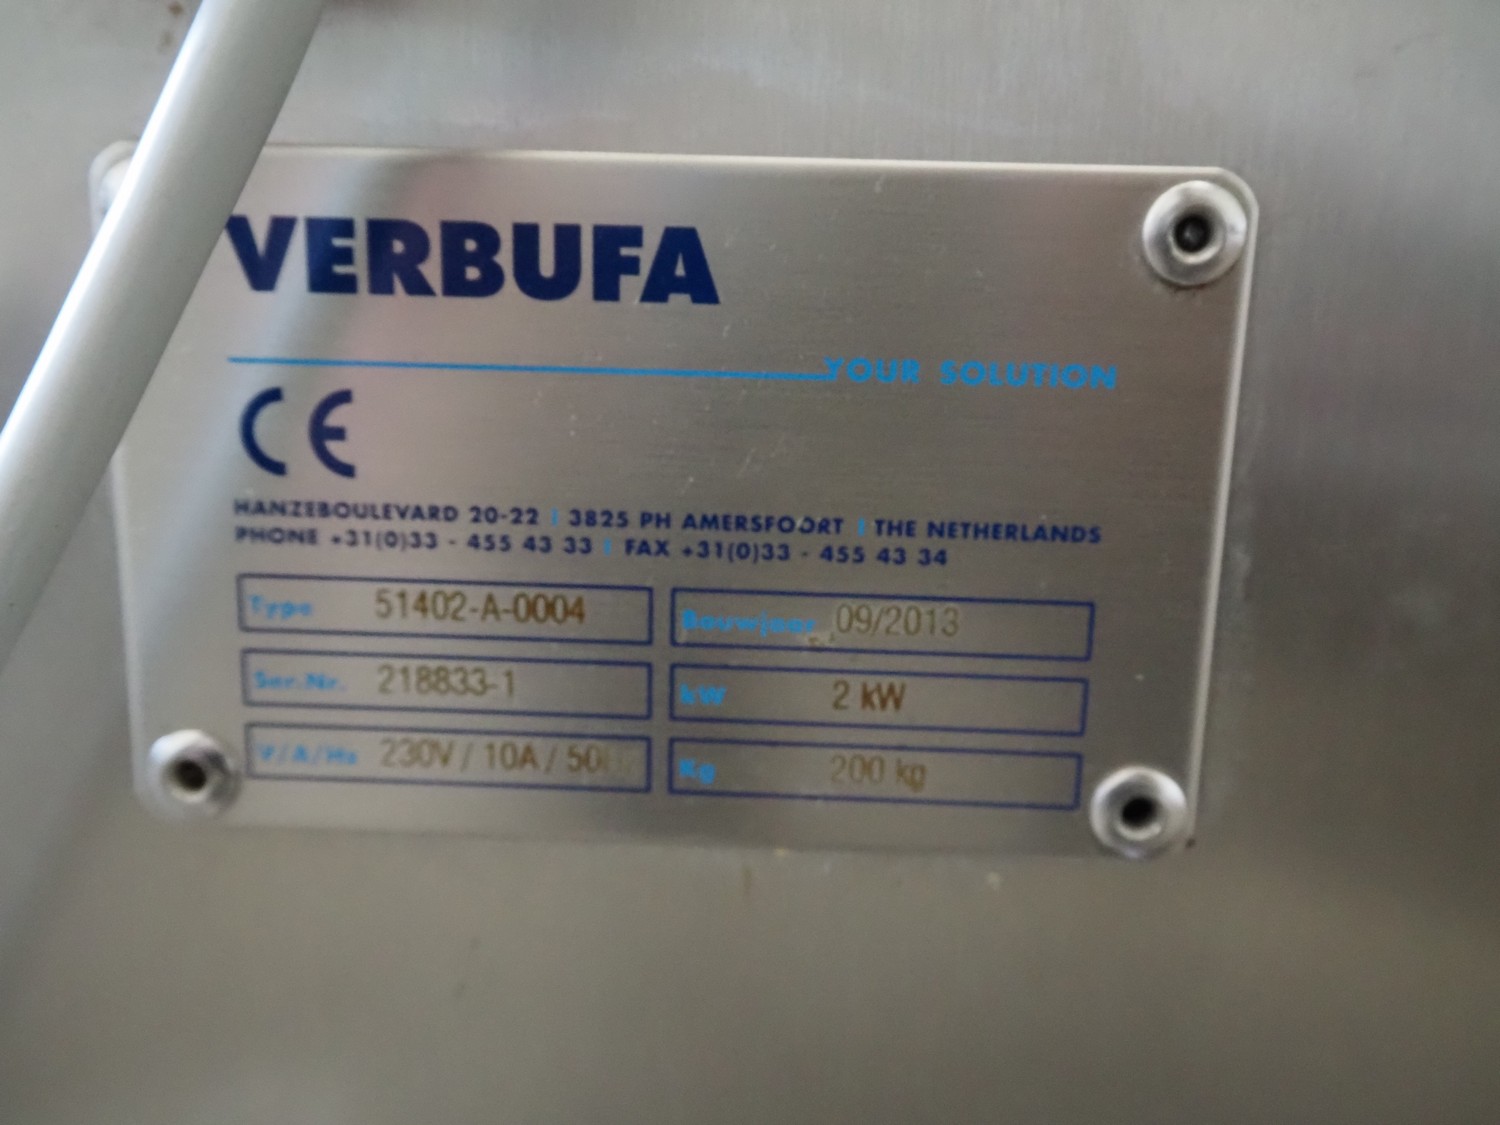 VERBUFA
YOUR SOLUTION
CE
HANZEBOULEVARD 20-22 | 3825 PH AMERSFOORT | THE NETHERLANDS
PHONE +31(0)33 - 455 43 33 | FAX +31(0)33 - 455 43 34
Type 51402-A-0004 Bouwjaar 09/2013
Ser.Nr. 218833-1 kW 2 kW
V/A/Hz 230V / 10A / 50Hz Kg 200 kg